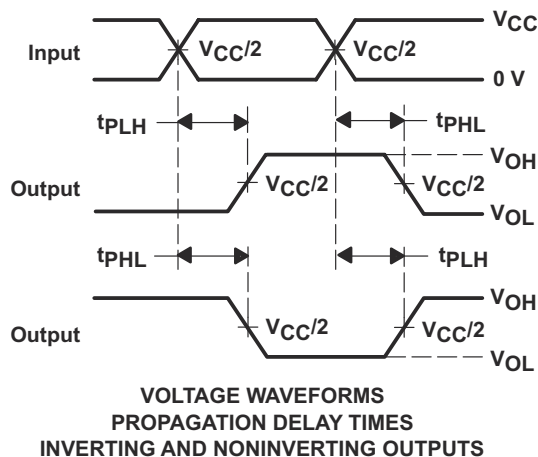 VCC
Input VCC/2 VCC/2
0 V
tPLH tPHL
VOH
Output VCC/2 VCC/2
VOL
tPHL tPLH
VOH
Output VCC/2 VCC/2
VOL
VOLTAGE WAVEFORMS
PROPAGATION DELAY TIMES
INVERTING AND NONINVERTING OUTPUTS